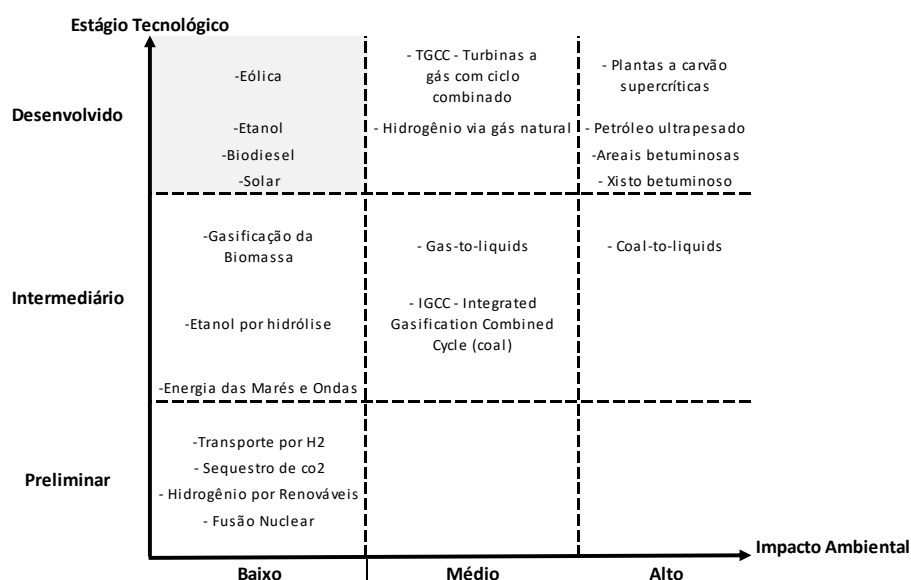 Estágio Tecnológico
Desenvolvido
-Eólica
-Etanol
-Biodiesel
-Solar
- TGCC - Turbinas a
gás com ciclo
combinado
- Hidrogênio via gás natural
- Plantas a carvão
supercríticas
- Petróleo ultrapesado
-Areais betuminosas
- Xisto betuminoso
Intermediário
-Gasificação da
Biomassa
-Etanol por hidrólise
-Energia das Marés e Ondas
- Gas-to-liquids
- IGCC - Integrated
Gasification Combined
Cycle (coal)
- Coal-to-liquids
Preliminar
-Transporte por H2
- Sequestro de co2
- Hidrogênio por Renováveis
- Fusão Nuclear
Impacto Ambiental
Baixo
Médio
Alto